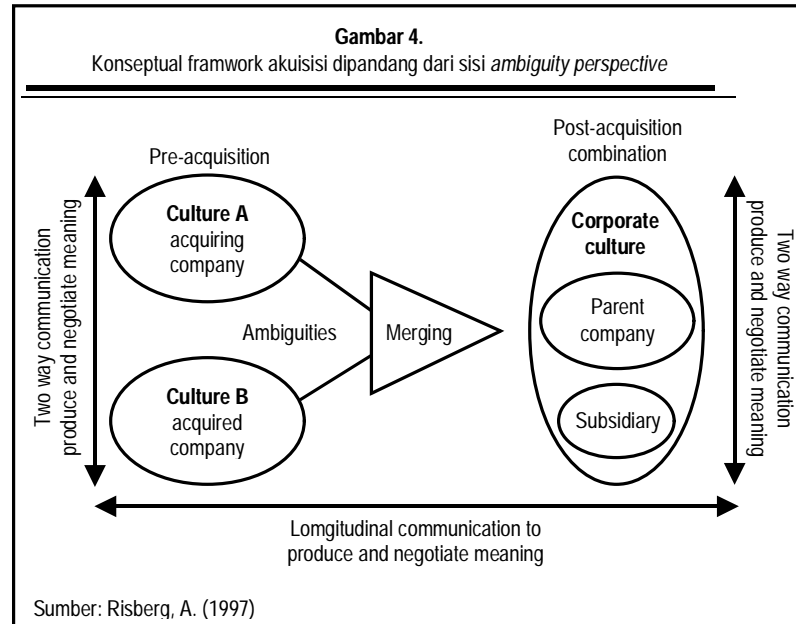 Gambar 4.
Konseptual framwork akuisisi dipandang dari sisi ambiguity perspective
Pre-acquisition
Post-acquisition
combination
Two way communication
produce and negotiate meaning
Culture A
acquiring
company
Ambiguities
Merging
Culture B
acquired
company
Corporate
culture
Parent
company
Subsidiary
Two way communication
produce and negotiate meaning
Lomgitudinal communication to
produce and negotiate meaning
Sumber: Risberg, A. (1997)